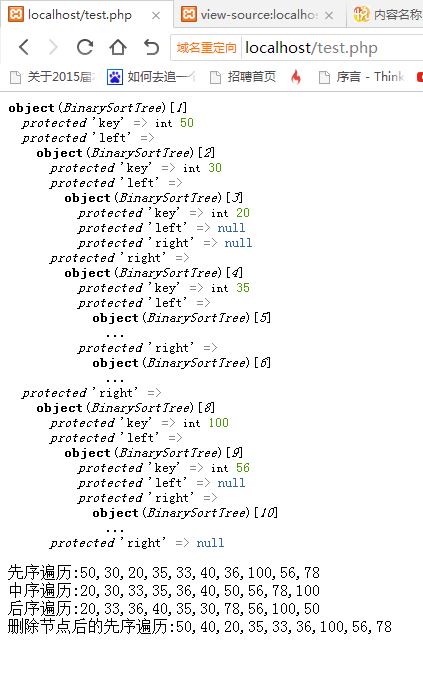 localhost/test.php
view-source:localhos
内容名称
域名重定向 localhost/test.php
关于2015届 如何去追一个 招聘首页 序言 - Think
object(BinarySortTree)[1]
protected 'key' => int 50
protected 'left' =>
object(BinarySortTree)[2]
protected 'key' => int 30
protected 'left' =>
object(BinarySortTree)[3]
protected 'key' => int 20
protected 'left' => null
protected 'right' => null
protected 'right' =>
object(BinarySortTree)[4]
protected 'key' => int 35
protected 'left' =>
object(BinarySortTree)[5]
...
protected 'right' =>
object(BinarySortTree)[6]
...
protected 'right' =>
object(BinarySortTree)[8]
protected 'key' => int 100
protected 'left' =>
object(BinarySortTree)[9]
protected 'key' => int 56
protected 'left' => null
protected 'right' =>
object(BinarySortTree)[10]
...
protected 'right' => null
先序遍历:50,30,20,35,33,40,36,100,56,78
中序遍历:20,30,33,35,36,40,50,56,78,100
后序遍历:20,33,36,40,35,30,78,56,100,50
删除节点后的先序遍历:50,40,20,35,33,36,100,56,78